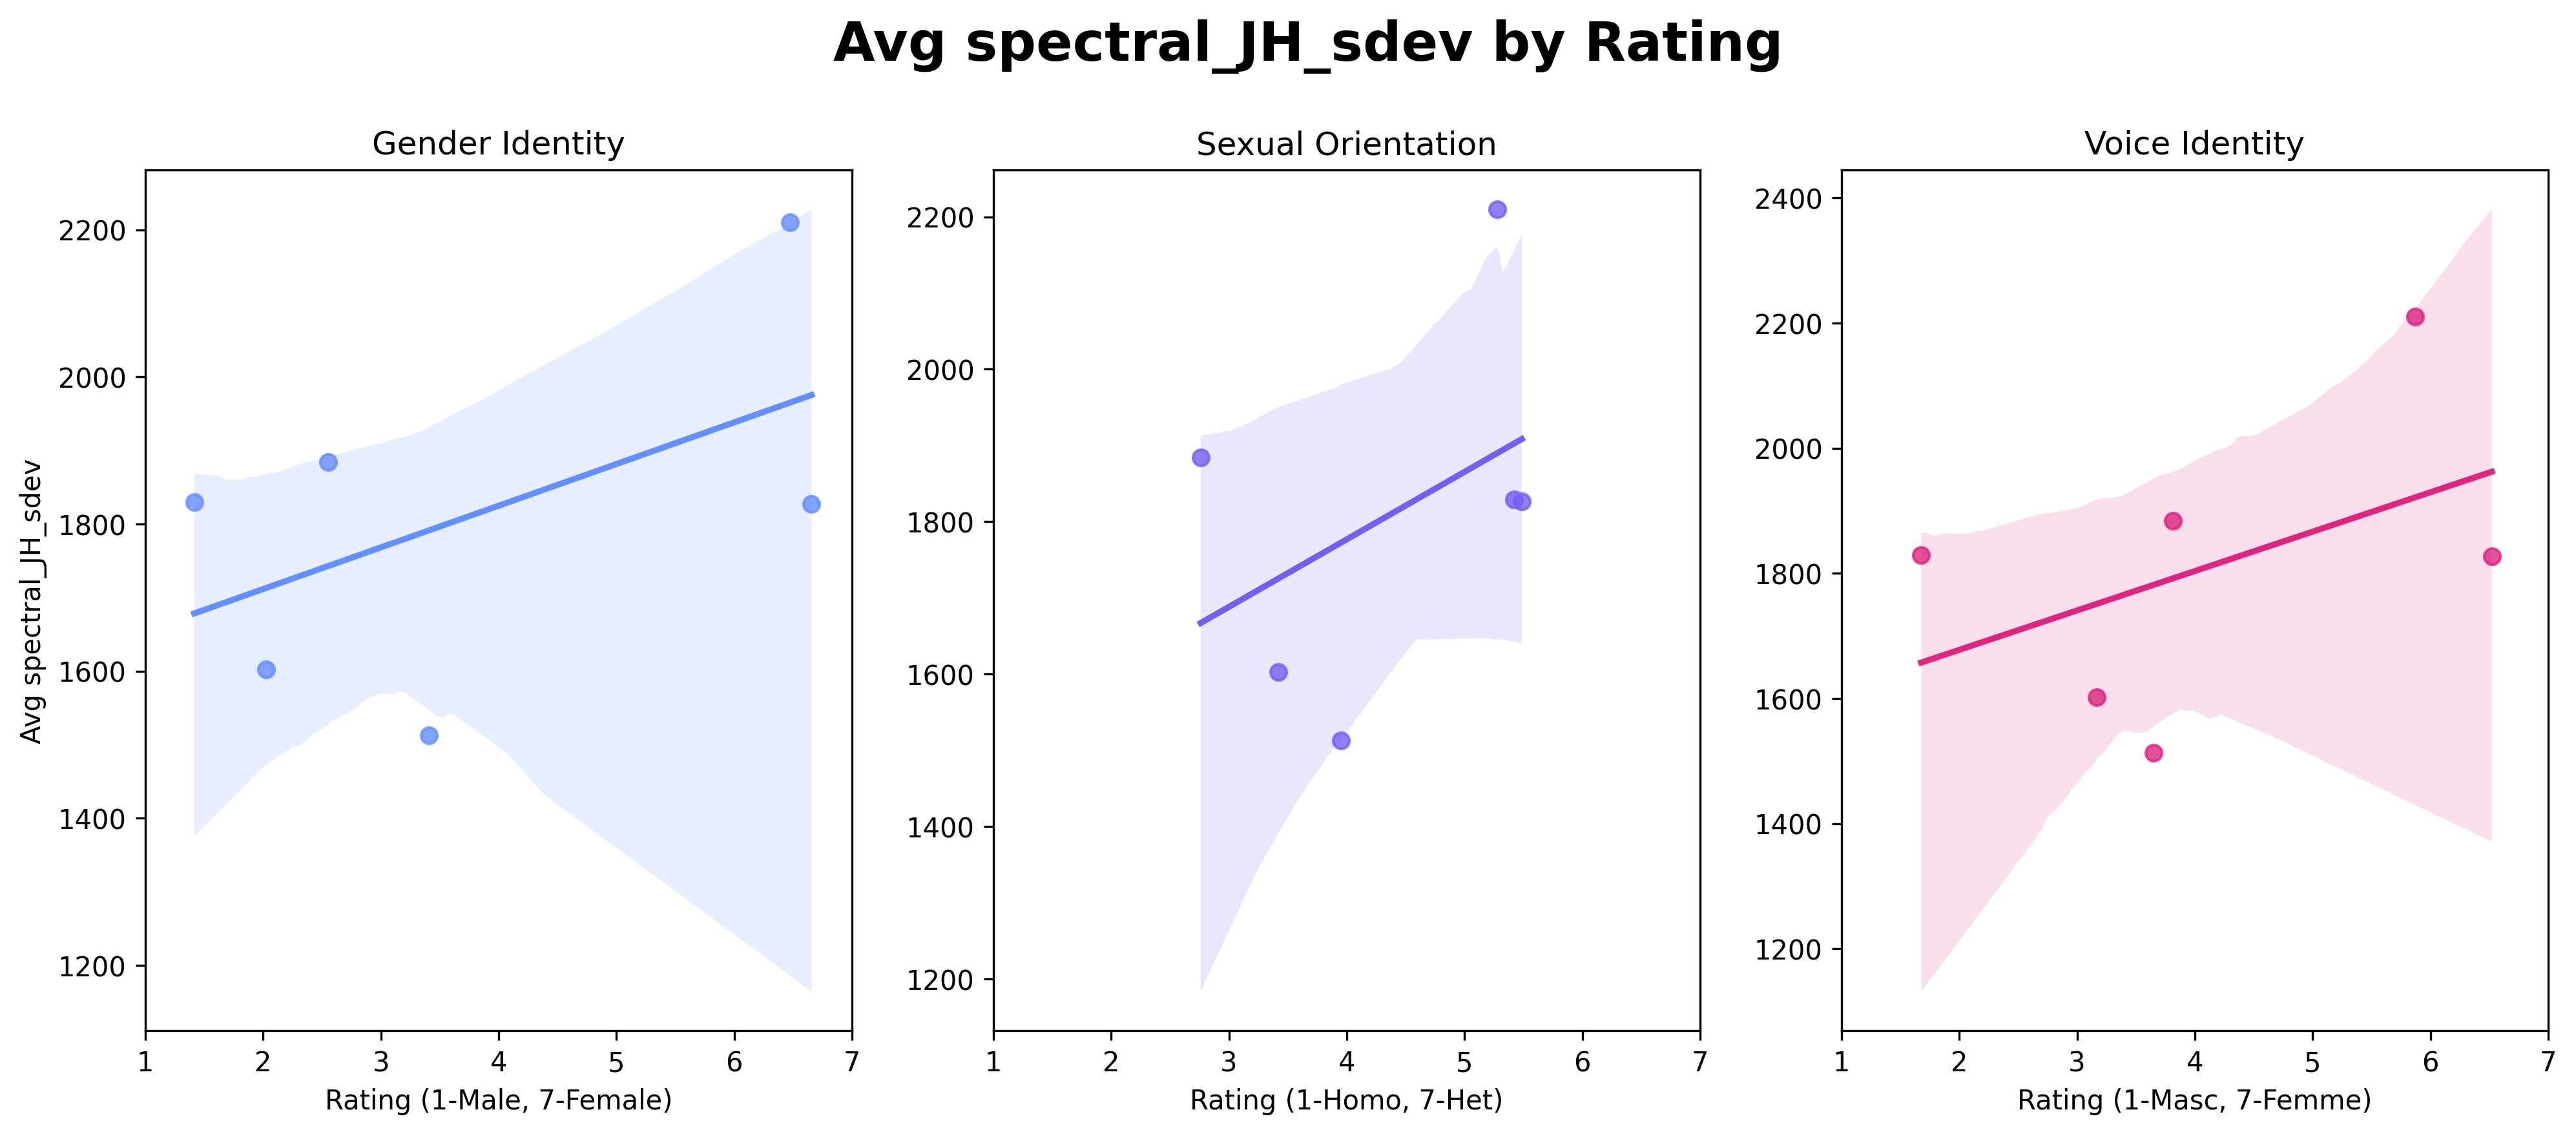 Avg spectral_JH_sdev by Rating
Gender Identity
Sexual Orientation
Voice Identity
Avg spectral_JH_sdev
2200
2000
1800
1600
1400
1200
1 2 3 4 5 6 7
Rating (1-Male, 7-Female)
2200
2000
1800
1600
1400
1200
1 2 3 4 5 6 7
Rating (1-Homo, 7-Het)
2400
2200
2000
1800
1600
1400
1200
1 2 3 4 5 6 7
Rating (1-Masc, 7-Femme)